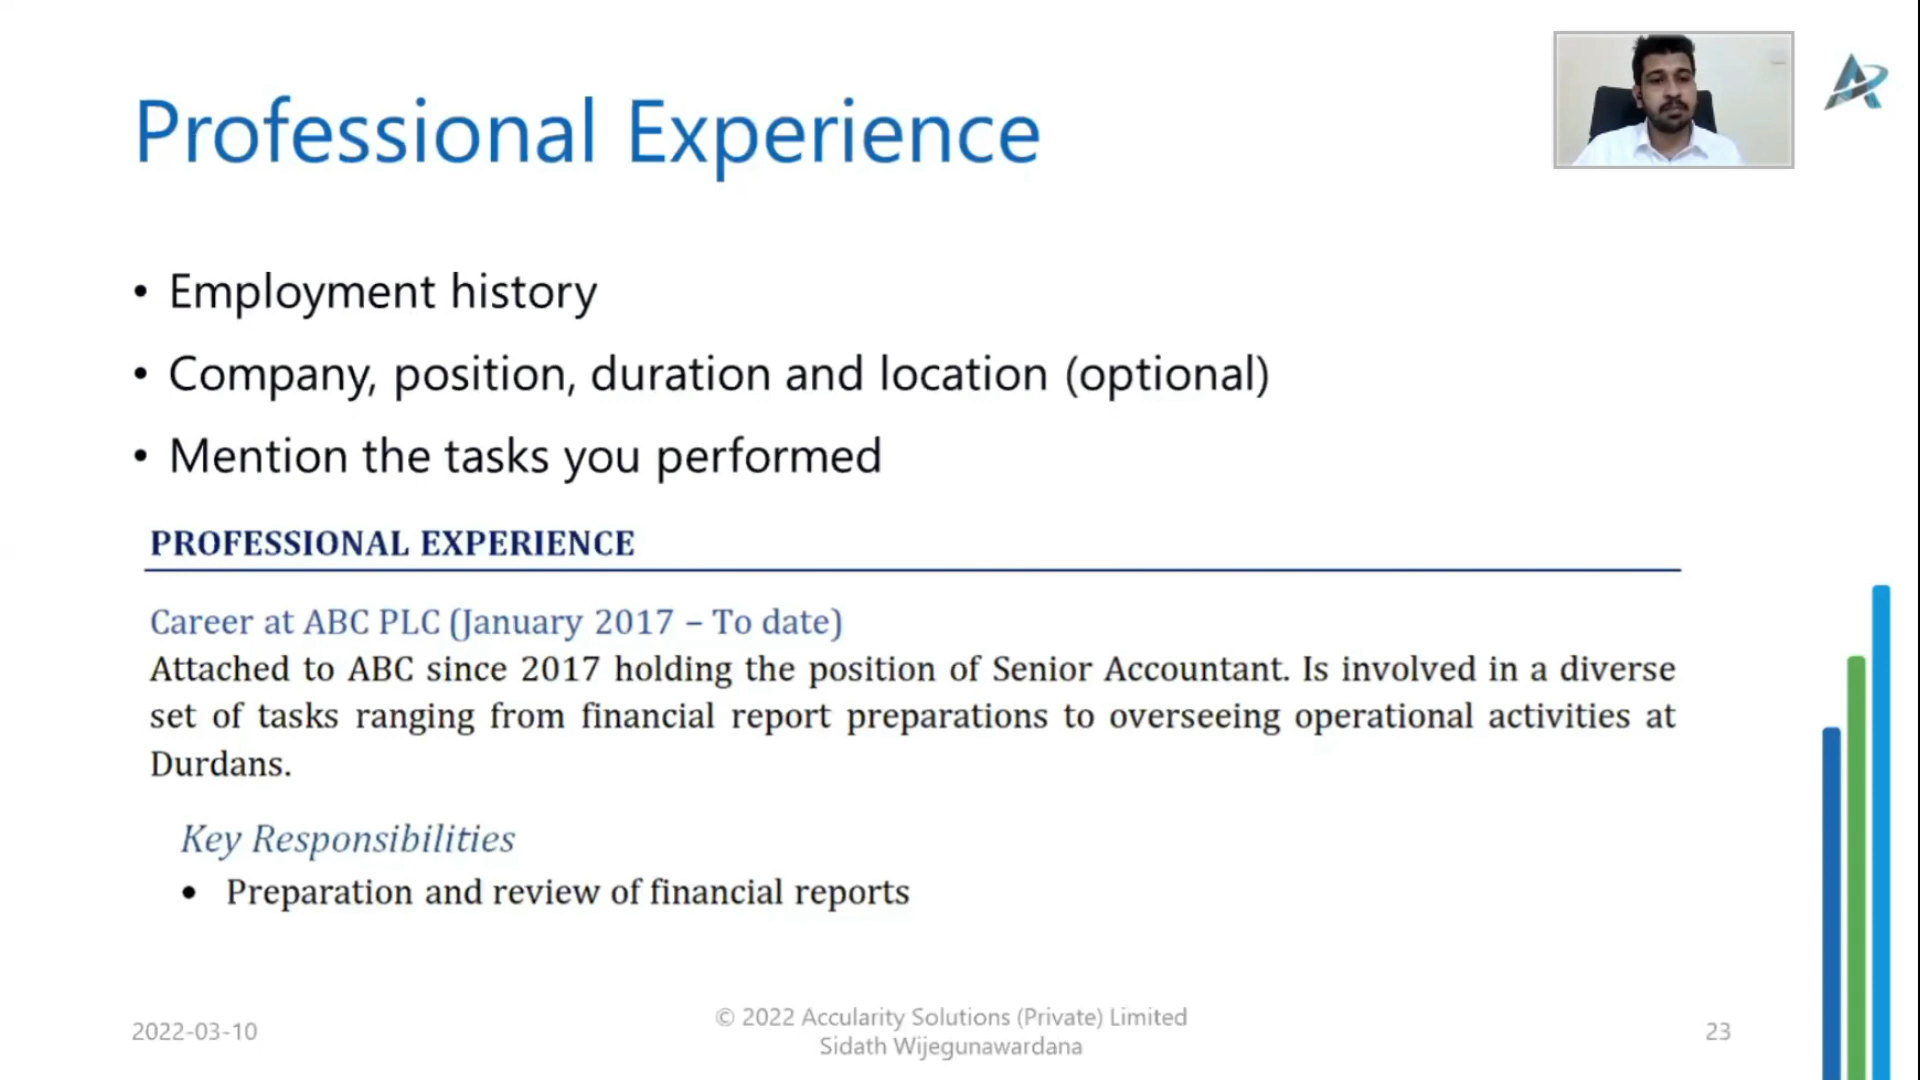 Professional Experience
• Employment history
• Company, position, duration and location (optional)
• Mention the tasks you performed
PROFESSIONAL EXPERIENCE
Career at ABC PLC (January 2017 – To date)
Attached to ABC since 2017 holding the position of Senior Accountant. Is involved in a diverse
set of tasks ranging from financial report preparations to overseeing operational activities at
Durdans.
Key Responsibilities
• Preparation and review of financial reports
2022-03-10
© 2022 Accularity Solutions (Private) Limited
Sidath Wijegunawardana
23